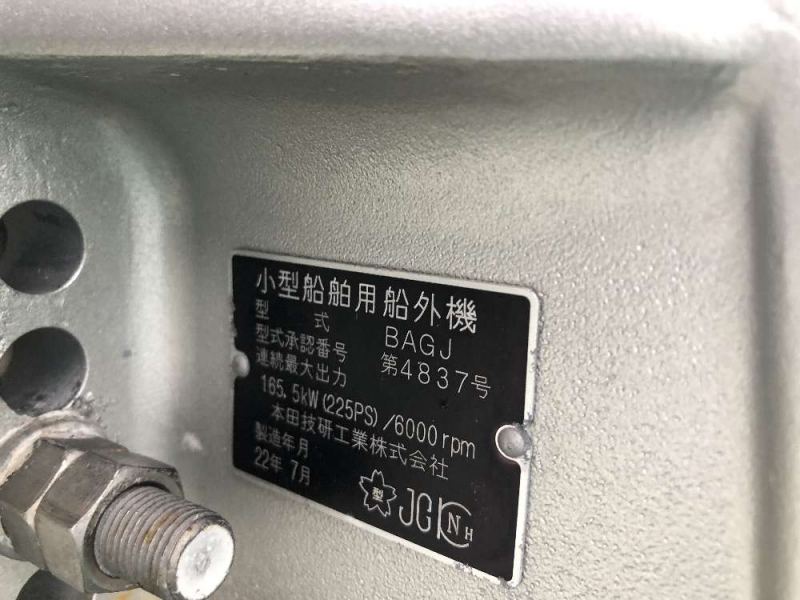 小型船舶用船外機
型 式 BAGJ
型式承認番号 第4837号
連続最大出力
165.5kW(225PS)/6000rpm
本田技研工業株式会社
製造年月
22年 7月
型 JCI NH